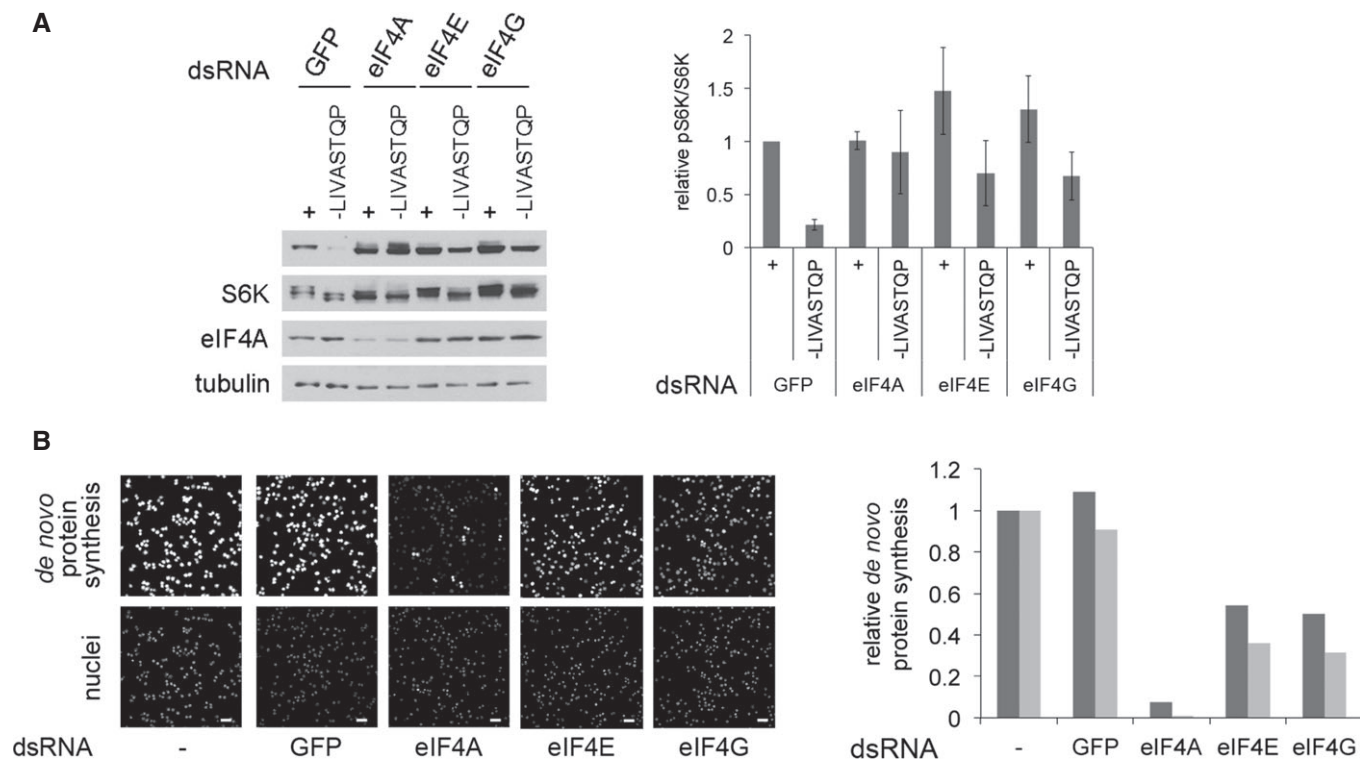 A
dsRNA
GFP
eIF4A
eIF4E
eIF4G
+
-LIVASTQP
+
-LIVASTQP
+
-LIVASTQP
+
-LIVASTQP
S6K
eIF4A
tubulin
relative pS6K/S6K
2
1.5
1
0.5
0
+
-LIVASTQP
+
-LIVASTQP
+
-LIVASTQP
+
-LIVASTQP
dsRNA GFP eIF4A eIF4E eIF4G
B
de novo
protein
synthesis
nuclei
dsRNA - GFP eIF4A eIF4E eIF4G
relative de novo
protein synthesis
1.2
1
0.8
0.6
0.4
0.2
0
dsRNA - GFP eIF4A eIF4E eIF4G